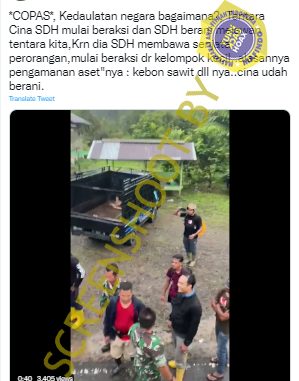 *COPAS*, Kedaulatan negara bagaimana Tentara
Cina SDH mulai beraksi dan SDH berani
tentara kita,Krn dia SDH membawa
perorangan,mulai beraksi dr kelompok
pengamanan aset"nya : kebon sawit dll nya..cina udah
berani.
Translate Tweet
SCREENSHOOT BY
0:40 3,405 views